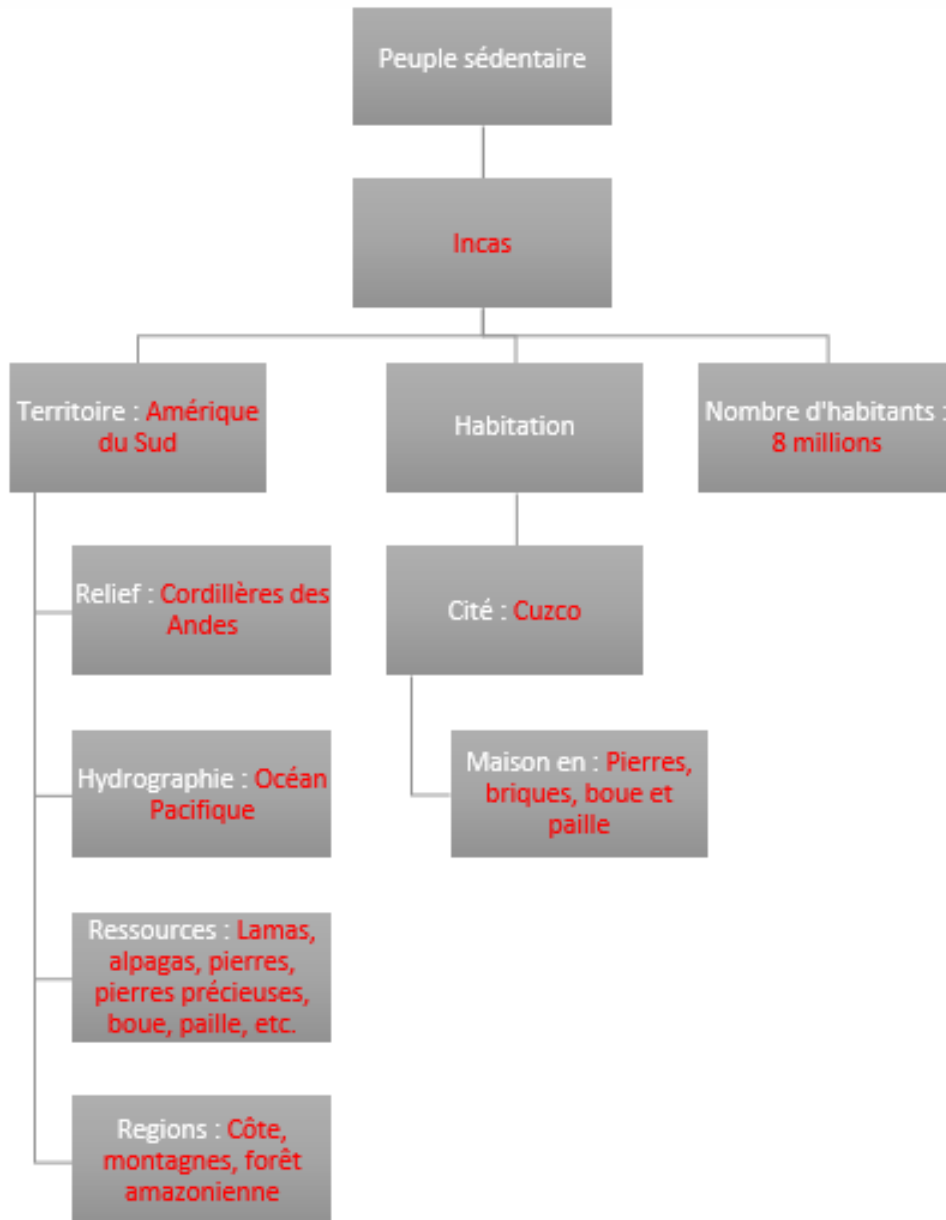 Peuple sédentaire
Incas
Territoire : Amérique
du Sud
Habitation
Nombre d'habitants :
8 millions
Relief : Cordillères des
Andes
Cité : Cuzco
Hydrographie : Océan
Pacifique
Maison en : Pierres,
briques, boue et
paille
Ressources : Lamas,
alpagas, pierres,
pierres précieuses,
boue, paille, etc.
Regions : Côte,
montagnes, forêt
amazonienne